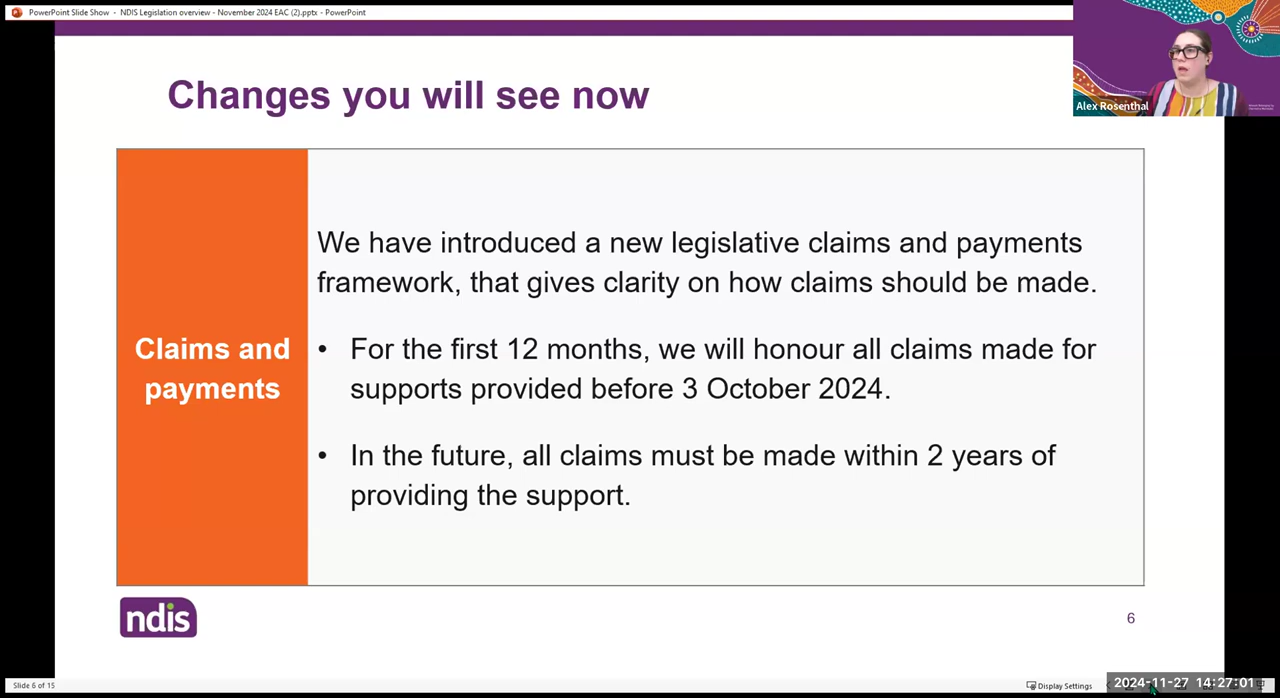 PowerPoint Slide Show - NDIS Legislation overview - November 2024 EAC (2).pptx - PowerPoint
Alex Rosenthal
Changes you will see now
Claims and
payments
We have introduced a new legislative claims and payments
framework, that gives clarity on how claims should be made.
• For the first 12 months, we will honour all claims made for
supports provided before 3 October 2024.
• In the future, all claims must be made within 2 years of
providing the support.
ndis
6
Slide 6 of 15
Display Settings
2024-11-27 14:27:01